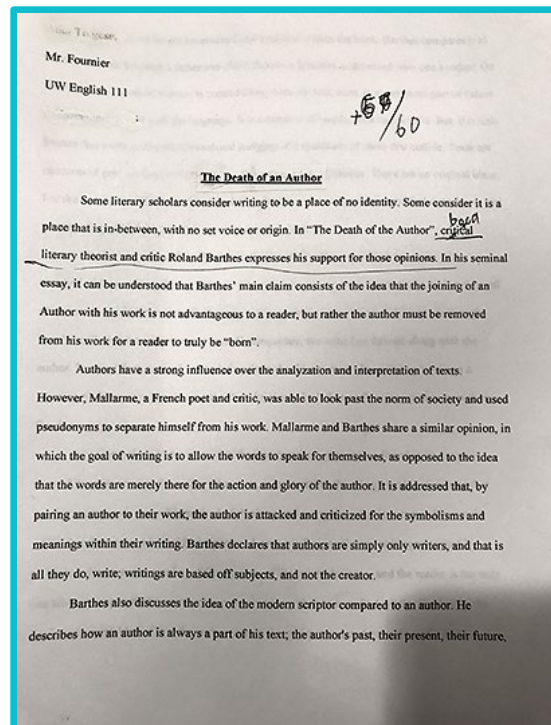 Mr. Fournier
UW English 111
/60
The Death of an Author
Some literary scholars consider writing to be a place of no identity. Some consider it is a
place that is in-between, with no set voice or origin. In “The Death of the Author”, critical
literary theorist and critic Roland Barthes expresses his support for those opinions. In his seminal
essay, it can be understood that Barthes’ main claim consists of the idea that the joining of an
Author with his work is not advantageous to a reader, but rather the author must be removed
from his work for a reader to truly be “born”.
Authors have a strong influence over the analyzation and interpretation of texts.
However, Mallarme, a French poet and critic, was able to look past the norm of society and used
pseudonyms to separate himself from his work. Mallarme and Barthes share a similar opinion, in
which the goal of writing is to allow the words to speak for themselves, as opposed to the idea
that the words are merely there for the action and glory of the author. It is addressed that, by
pairing an author to their work, the author is attacked and criticized for the symbolisms and
meanings within their writing. Barthes declares that authors are simply only writers, and that is
all they do, write; writings are based off subjects, and not the creator.
Barthes also discusses the idea of the modern scriptor compared to an author. He
describes how an author is always a part of his text; the author's past, their present, their future,